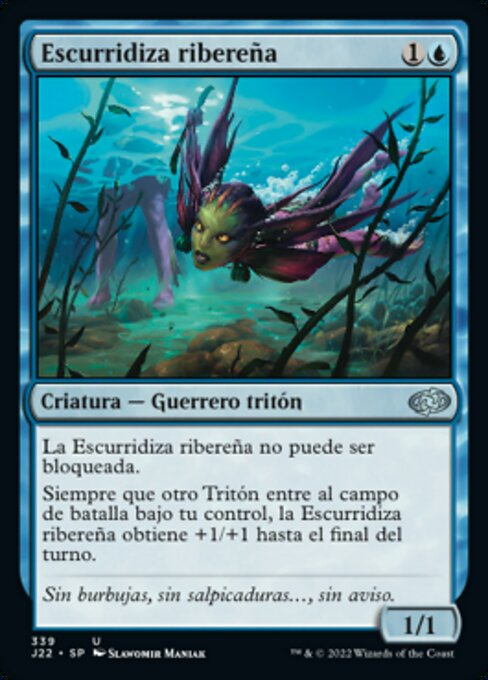 Escurridiza ribereña 1
Criatura — Guerrero tritón
La Escurridiza ribereña no puede ser
bloqueada.
Siempre que otro Tritón entre al campo
de batalla bajo tu control, la Escurridiza
ribereña obtiene +1/+1 hasta el final del
turno.
Sin burbujas, sin salpicaduras..., sin aviso.
1/1
339 U
J22 • SP Slawomir Maniak
™ & © 2022 Wizards of the Coast